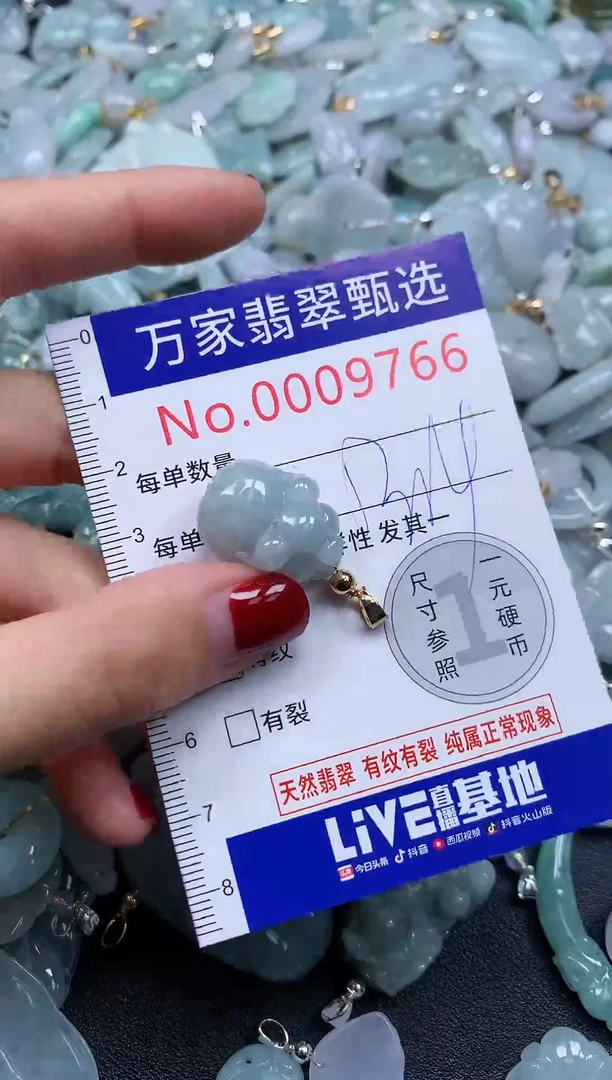 万家翡翠甄选
No.0009766
0
1
2
3
6
7
8
每单数量
每单
性 发其一
有裂
尺寸参照
1
一元硬币
天然翡翠 有纹有裂 纯属正常现象
LiVE直播基地
今日头条 抖音 西瓜视频 抖音火山版